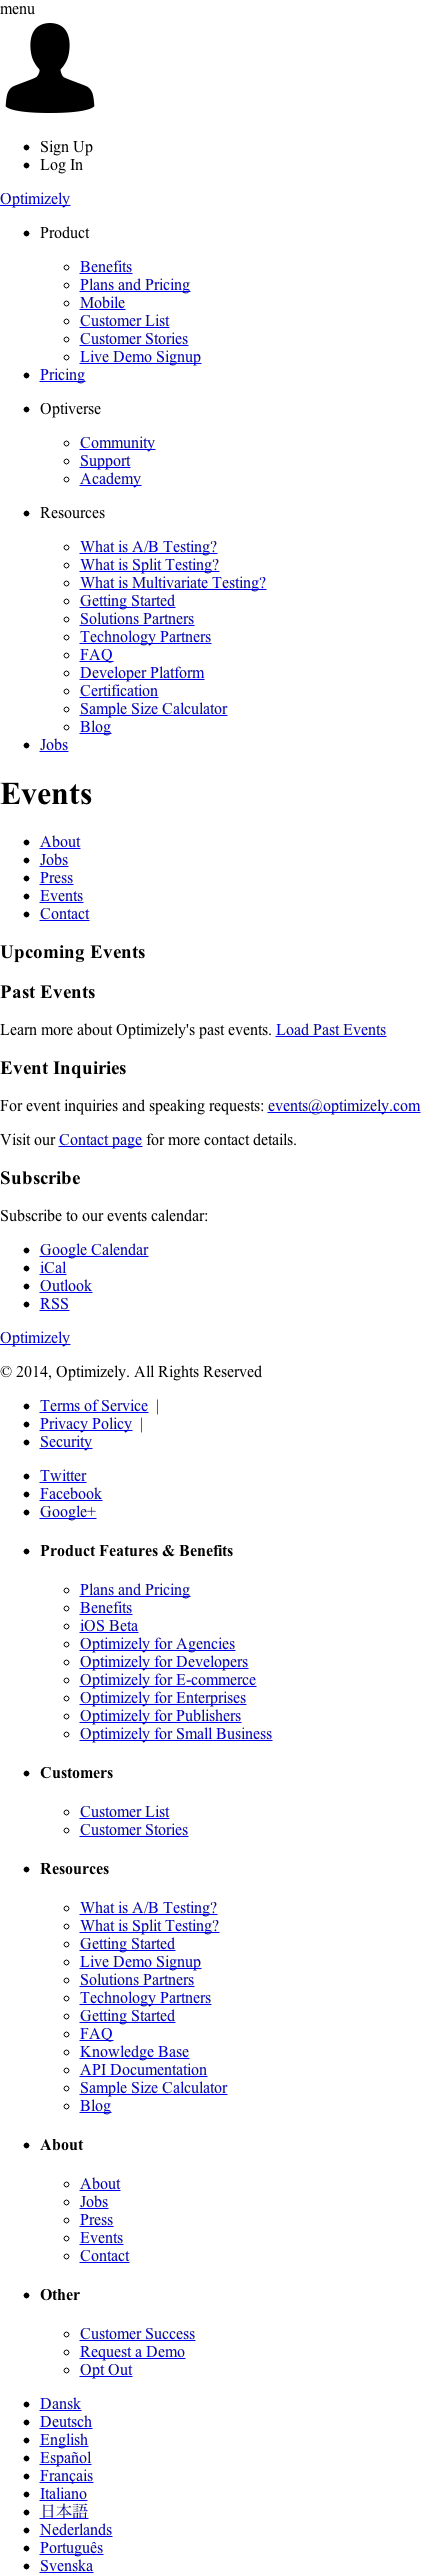 menu
Sign Up
Log In
Optimizely
Product
Benefits
Plans and Pricing
Mobile
Customer List
Customer Stories
Live Demo Signup
Pricing
Optiverse
Community
Support
Academy
Resources
What is A/B Testing?
What is Split Testing?
What is Multivariate Testing?
Getting Started
Solutions Partners
Technology Partners
FAQ
Developer Platform
Certification
Sample Size Calculator
Blog
Jobs
Events
About
Jobs
Press
Events
Contact
Upcoming Events
Past Events
Learn more about Optimizely's past events. Load Past Events
Event Inquiries
For event inquiries and speaking requests: events@optimizely.com
Visit our Contact page for more contact details.
Subscribe
Subscribe to our events calendar:
Google Calendar
iCal
Outlook
RSS
Optimizely
© 2014, Optimizely. All Rights Reserved
Terms of Service |
Privacy Policy |
Security
Twitter
Facebook
Google+
Product Features & Benefits
Plans and Pricing
Benefits
iOS Beta
Optimizely for Agencies
Optimizely for Developers
Optimizely for E-commerce
Optimizely for Enterprises
Optimizely for Publishers
Optimizely for Small Business
Customers
Customer List
Customer Stories
Resources
What is A/B Testing?
What is Split Testing?
Getting Started
Live Demo Signup
Solutions Partners
Technology Partners
Getting Started
FAQ
Knowledge Base
API Documentation
Sample Size Calculator
Blog
About
About
Jobs
Press
Events
Contact
Other
Customer Success
Request a Demo
Opt Out
Dansk
Deutsch
English
Español
Français
Italiano
日本語
Nederlands
Português
Svenska